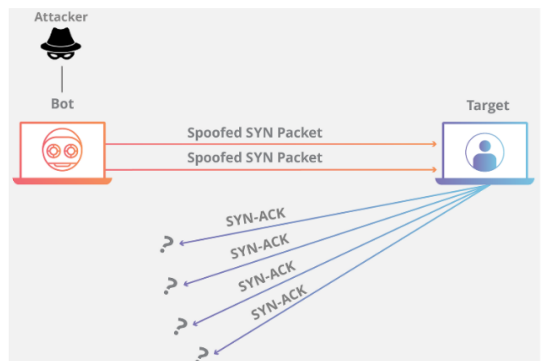 Attacker
Bot
Target
Spoofed SYN Packet
Spoofed SYN Packet
SYN-ACK
?
SYN-ACK
?
SYN-ACK
?
SYN-ACK
?